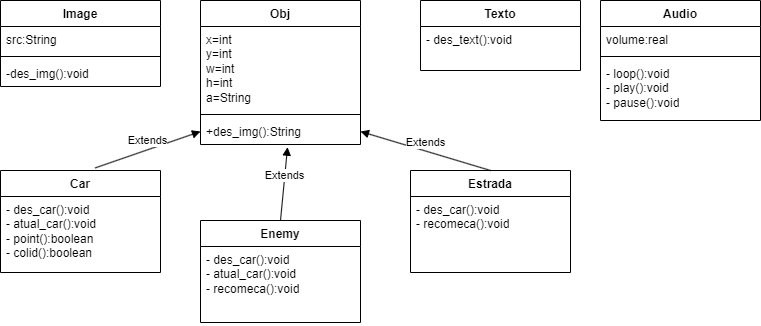 Image
src:String
-des_img():void
Obj
x=int
y=int
w=int
h=int
a=String
+des_img():String
Texto
- des_text():void
Audio
volume:real
- loop():void
- play():void
- pause():void
Extends
Extends
Extends
Car
- des_car():void
- atual_car():void
- point():boolean
- colid():boolean
Enemy
- des_car():void
- atual_car():void
- recomeca():void
Estrada
- des_car():void
- recomeca():void